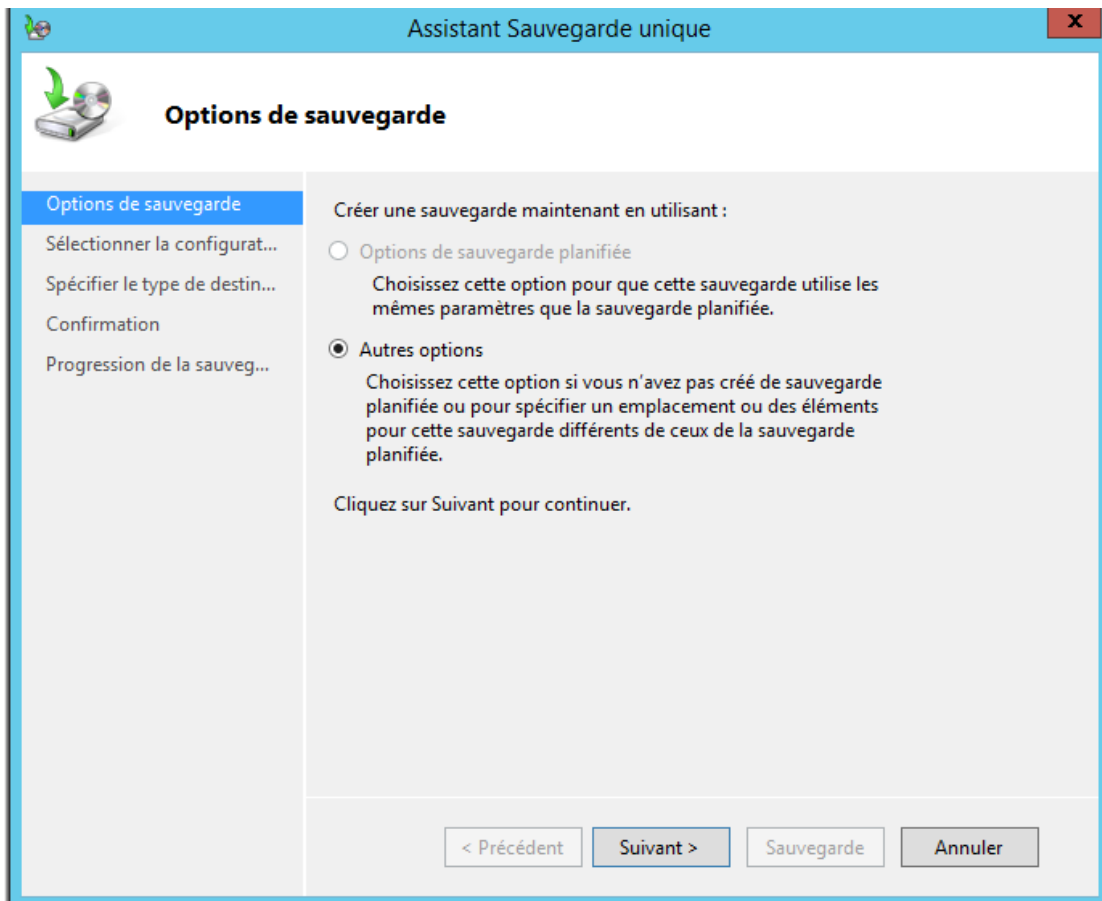 Assistant Sauvegarde unique
x
Options de sauvegarde
Options de sauvegarde
Sélectionner la configurat...
Spécifier le type de destin...
Confirmation
Progression de la sauveg...
Créer une sauvegarde maintenant en utilisant :
Options de sauvegarde planifiée
Choisissez cette option pour que cette sauvegarde utilise les
mêmes paramètres que la sauvegarde planifiée.
Autres options
Choisissez cette option si vous n'avez pas créé de sauvegarde
planifiée ou pour spécifier un emplacement ou des éléments
pour cette sauvegarde différents de ceux de la sauvegarde
planifiée.
Cliquez sur Suivant pour continuer.
< Précédent
Suivant >
Sauvegarde
Annuler